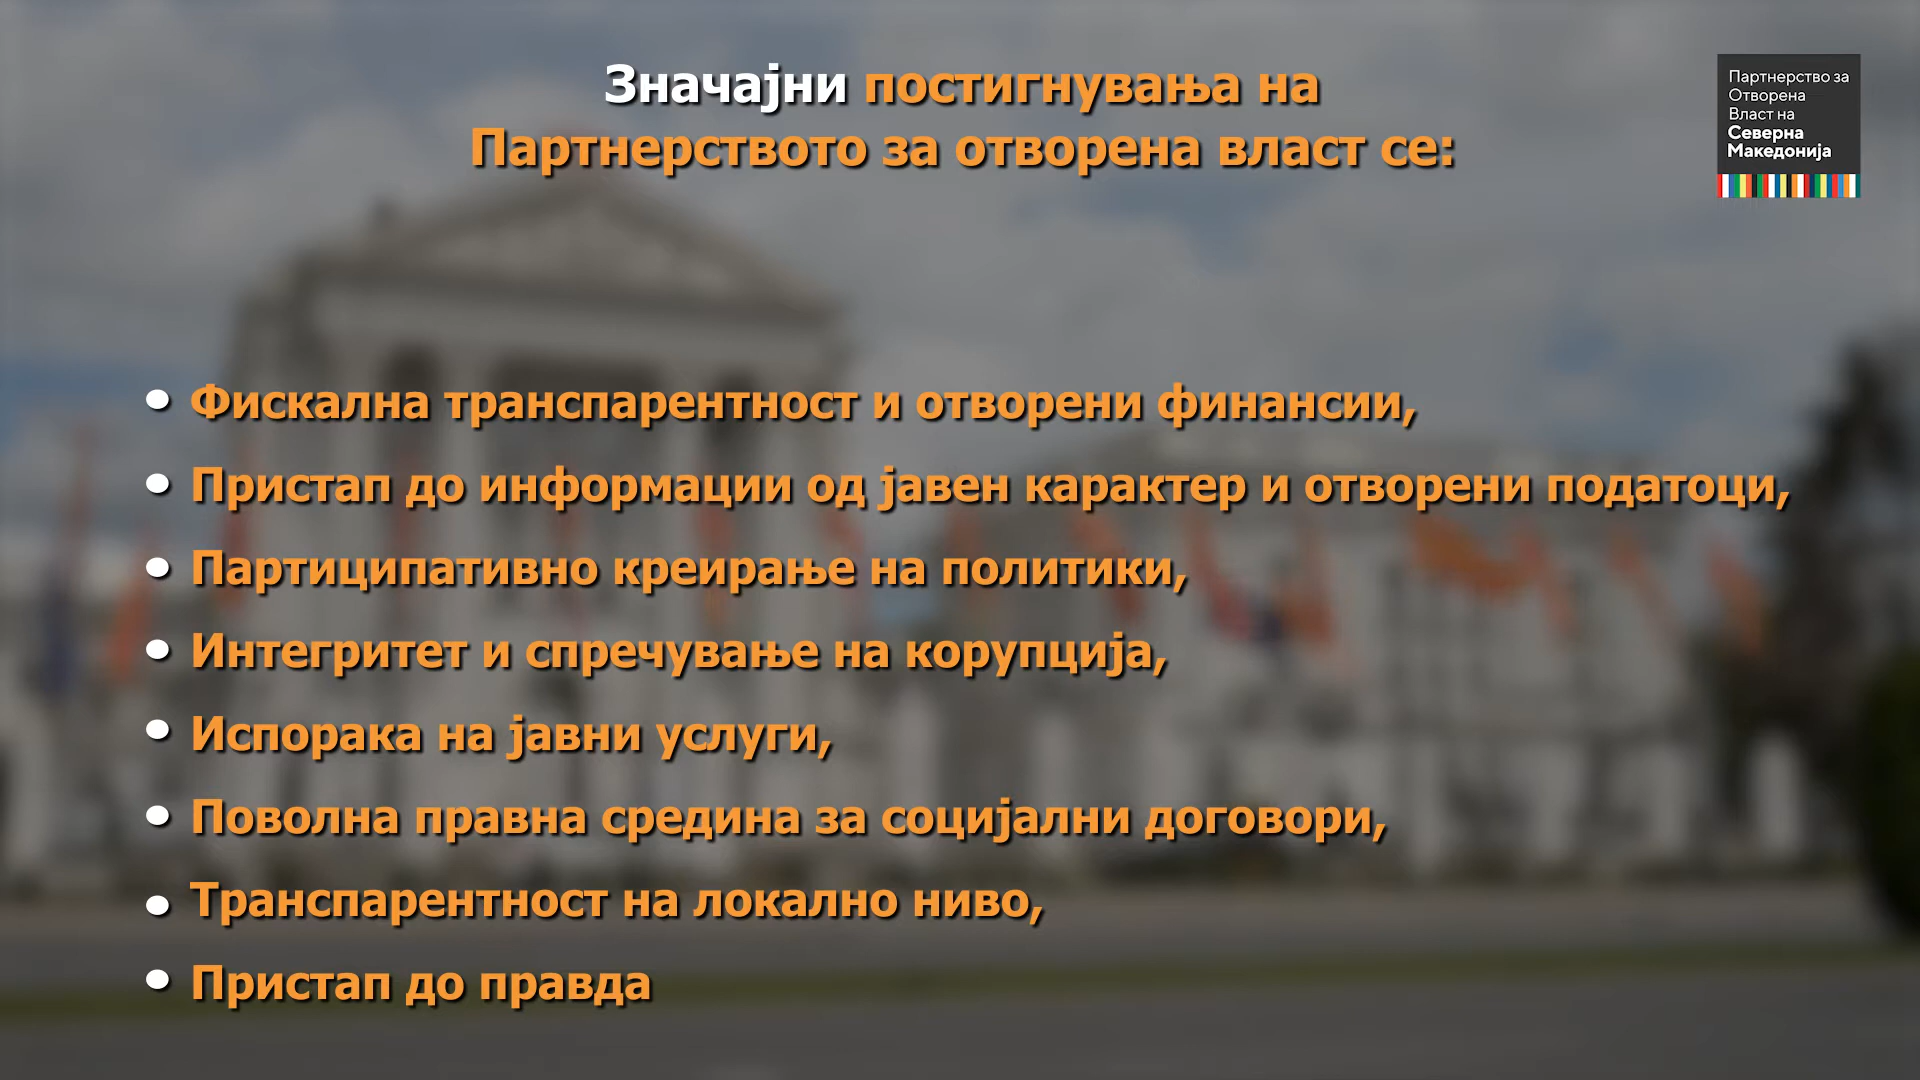 Значајни постигнувања на
Партнерството за отворена власт се:
Партнерство за
Отворена
Власт на
Северна
Македонија
• Фискална транспарентност и отворени финансии,
• Пристап до информации од јавен карактер и отворени податоци,
• Партиципативно креирање на политики,
• Интегритет и спречување на корупција,
• Испорака на јавни услуги,
• Поволна правна средина за социјални договори,
• Транспарентност на локално ниво,
• Пристап до правда